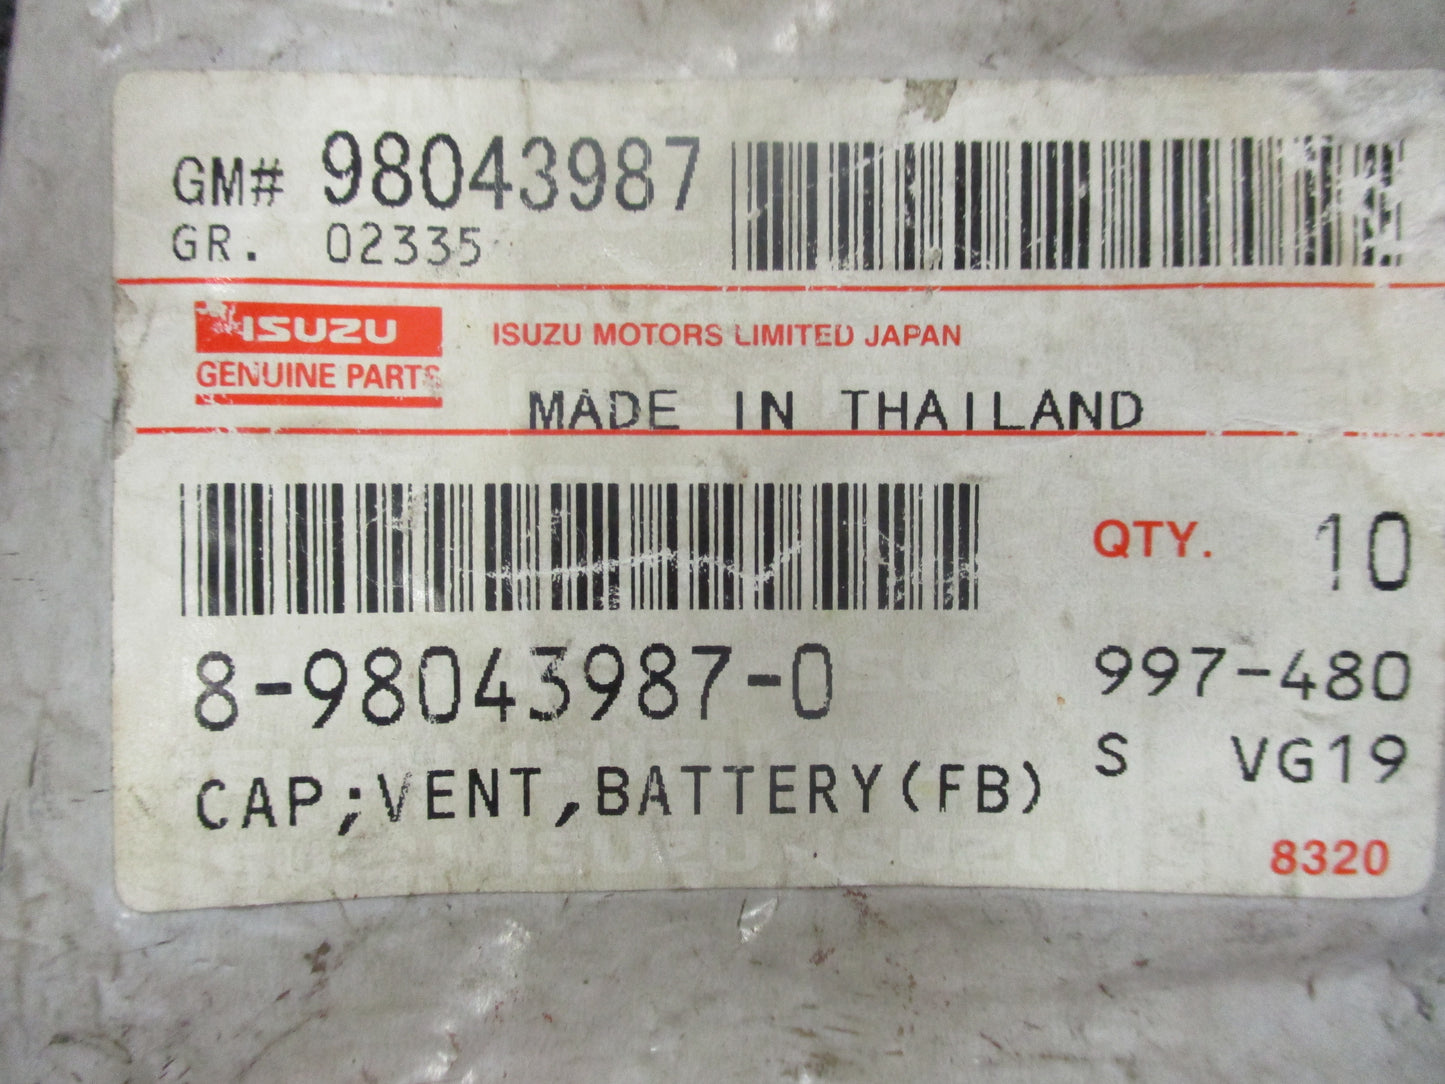 GM# 98043987
GR. 02335
ISUZU
GENUINE PARTS
ISUZU MOTORS LIMITED JAPAN
MADE IN THAILAND
QTY. 10
8-98043987-0
997-480
CAP;VENT,BATTERY(FB)
S VG19
8320